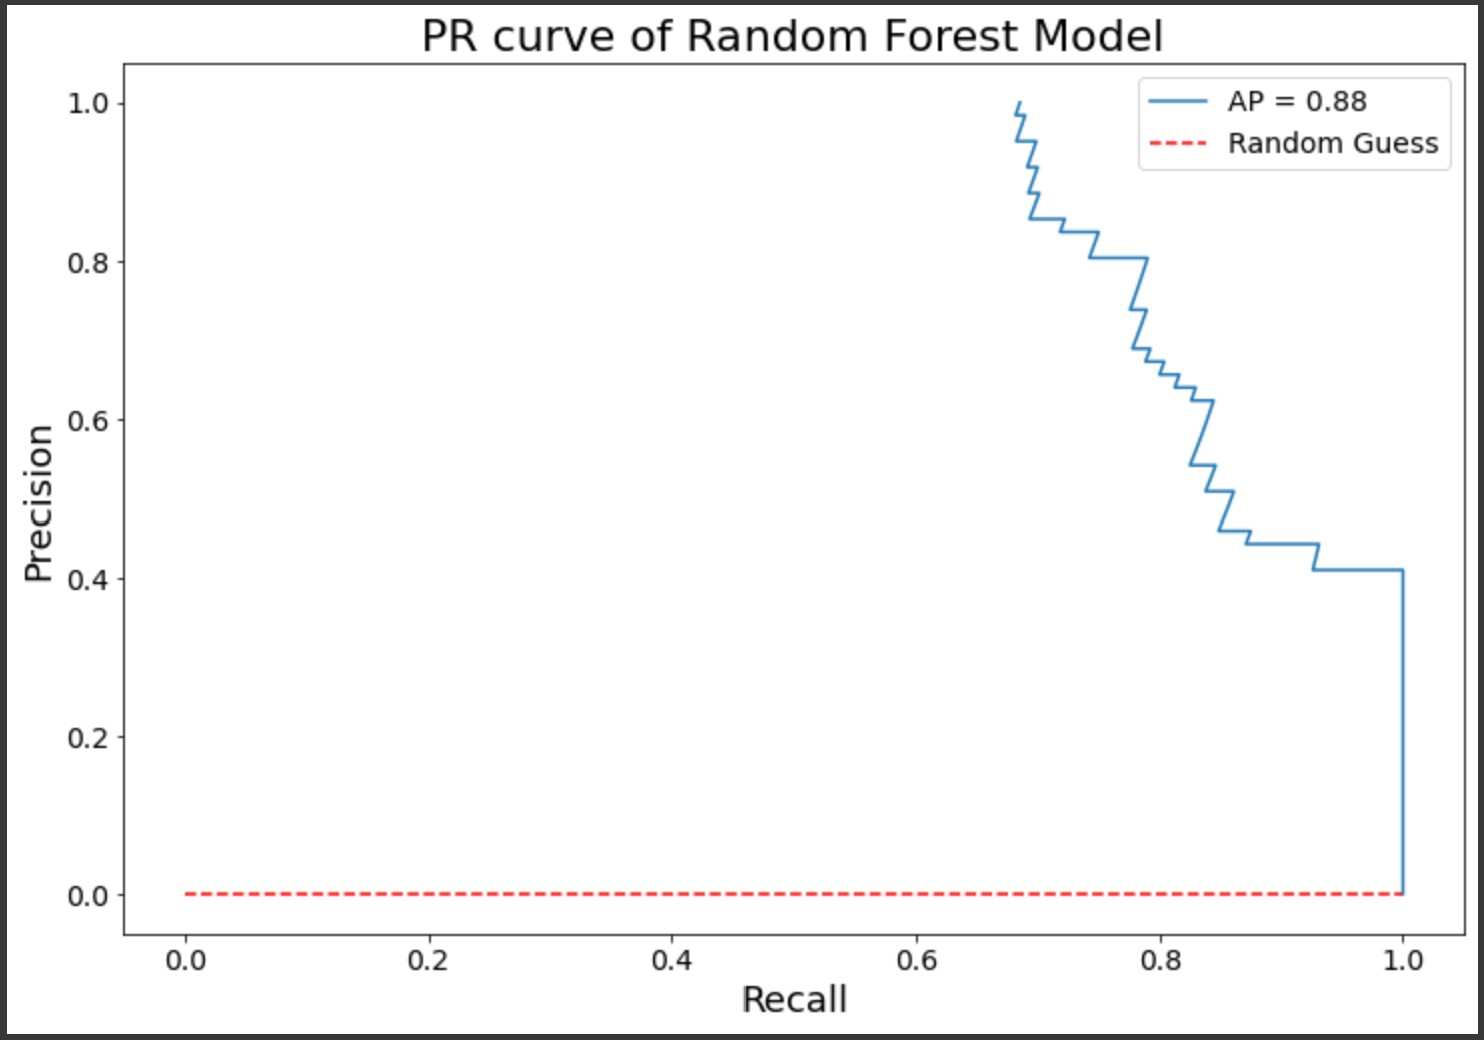 PR curve of Random Forest Model
AP = 0.88
Random Guess
1.0
0.8
0.6
0.4
0.2
0.0
Precision
0.0 0.2 0.4 0.6 0.8 1.0
Recall